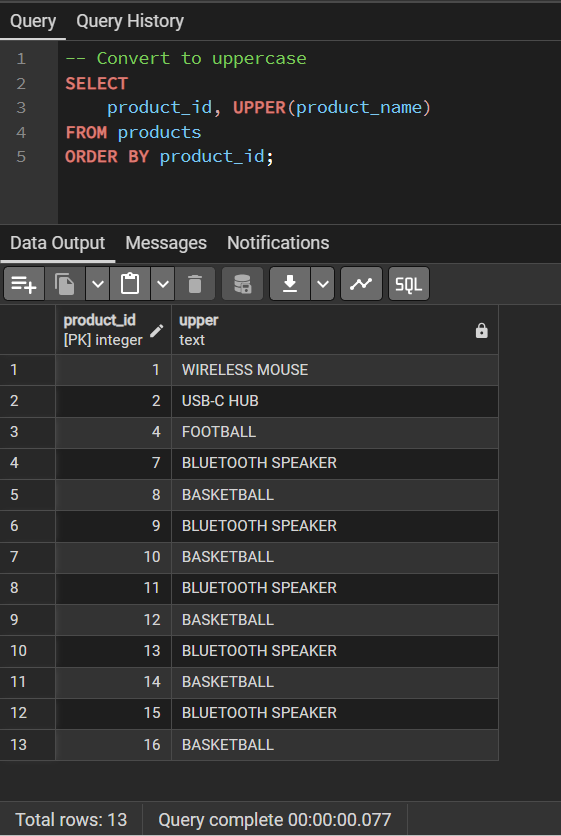 Query Query History
1 -- Convert to uppercase
2 SELECT
3 product_id, UPPER(product_name)
4 FROM products
5 ORDER BY product_id;
Data Output Messages Notifications
SQL
product_id upper
[PK] integer text
1 1 WIRELESS MOUSE
2 2 USB-C HUB
3 4 FOOTBALL
4 7 BLUETOOTH SPEAKER
5 8 BASKETBALL
6 9 BLUETOOTH SPEAKER
7 10 BASKETBALL
8 11 BLUETOOTH SPEAKER
9 12 BASKETBALL
10 13 BLUETOOTH SPEAKER
11 14 BASKETBALL
12 15 BLUETOOTH SPEAKER
13 16 BASKETBALL
Total rows: 13 Query complete 00:00:00.077